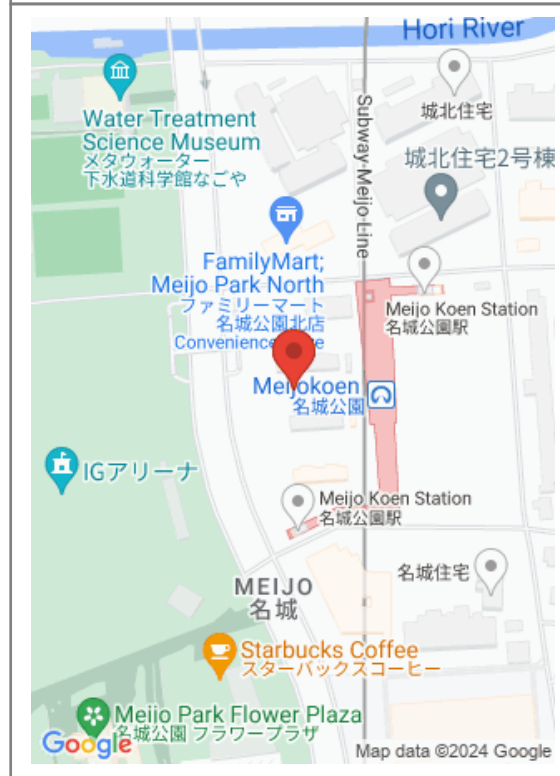 Hori River
城北住宅
Water Treatment
Science Museum
メタウォーター
下水道科学館なごや
Subway Meijo Line
城北住宅2号棟
FamilyMart;
Meijo Park North
ファミリーマート
名城公園北店
Convenience
Meijo Koen Station
名城公園駅
Meijokoen
名城公園
IGアリーナ
Meijo Koen Station
名城公園駅
MEIJO
名城
名城住宅
Starbucks Coffee
スターバックスコーヒー
Meijo Park Flower Plaza
名城公園 フラワープラザ
Google
Map data ©2024 Google